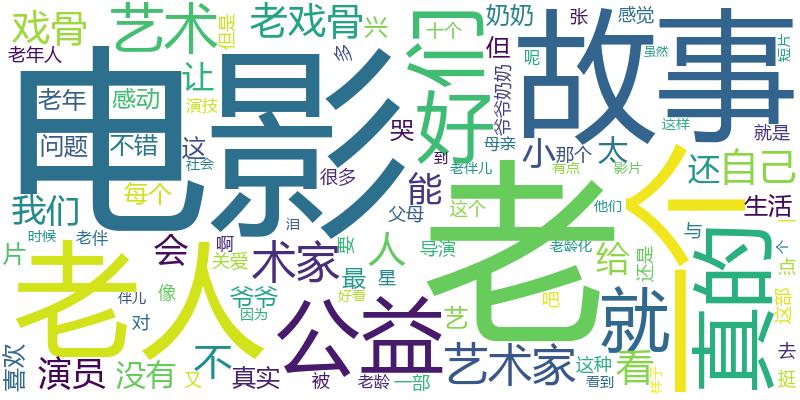 戏骨
艺术
但是
老戏骨
兴
多
们
奶奶
十个
但
张
感觉
呢
虽然
短片
老年人
电影
故事
让
老年
感动
演技
好
爷爷奶奶
哭
问题
不错
这
母亲
小
那个
太
这样
就是
社会
很多
到
老伴儿
有点
影片
还
自己
每个
能
老
我们
父母
这个
他们
一个
生活
片
时候
老伴
会
啊
泪
要
人
导演
老龄化
与
真的
个
老人
关爱
术家
最
星
给
还是
点
伴儿
像
爷爷
好看
公益
艺
吧
就
这部
对
因为
喜欢
演员
没有
不
又
真实
被
老龄
一部
艺术家
这种
看到
看
样子
去
挺